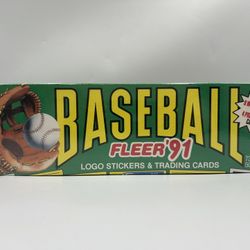 BASEBALL
FLEER '91
LOGO STICKERS & TRADING CARDS